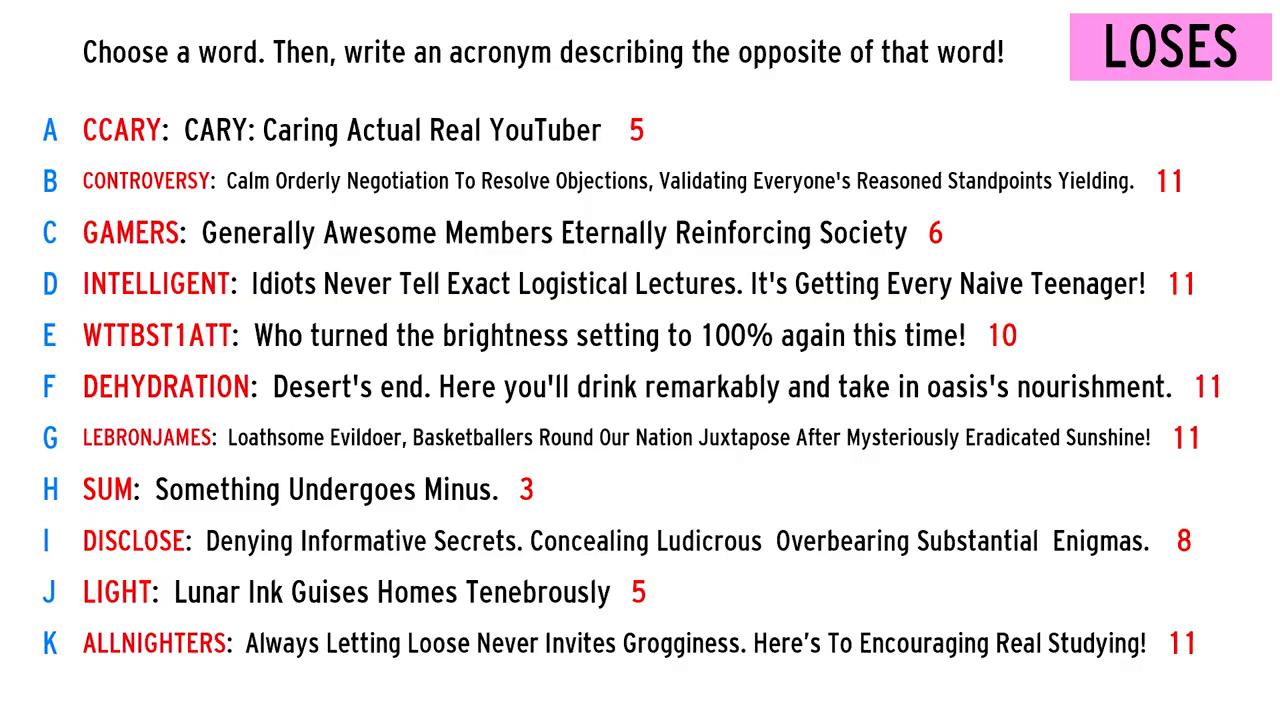 Choose a word. Then, write an acronym describing the opposite of that word!
LOSES
A CCARY: CARY: Caring Actual Real YouTuber 5
B CONTROVERSY: Calm Orderly Negotiation To Resolve Objections, Validating Everyone's Reasoned Standpoints Yielding. 11
C GAMERS: Generally Awesome Members Eternally Reinforcing Society 6
D INTELLIGENT: Idiots Never Tell Exact Logistical Lectures. It's Getting Every Naive Teenager! 11
E WTTBST1ATT: Who turned the brightness setting to 100% again this time! 10
F DEHYDRATION: Desert's end. Here you'll drink remarkably and take in oasis's nourishment. 11
G LEBRONJAMES: Loathsome Evildoer, Basketballers Round Our Nation Juxtapose After Mysteriously Eradicated Sunshine! 11
H SUM: Something Undergoes Minus. 3
I DISCLOSE: Denying Informative Secrets. Concealing Ludicrous Overbearing Substantial Enigmas. 8
J LIGHT: Lunar Ink Guises Homes Tenebrously 5
K ALLNIGHTERS: Always Letting Loose Never Invites Grogginess. Here’s To Encouraging Real Studying! 11